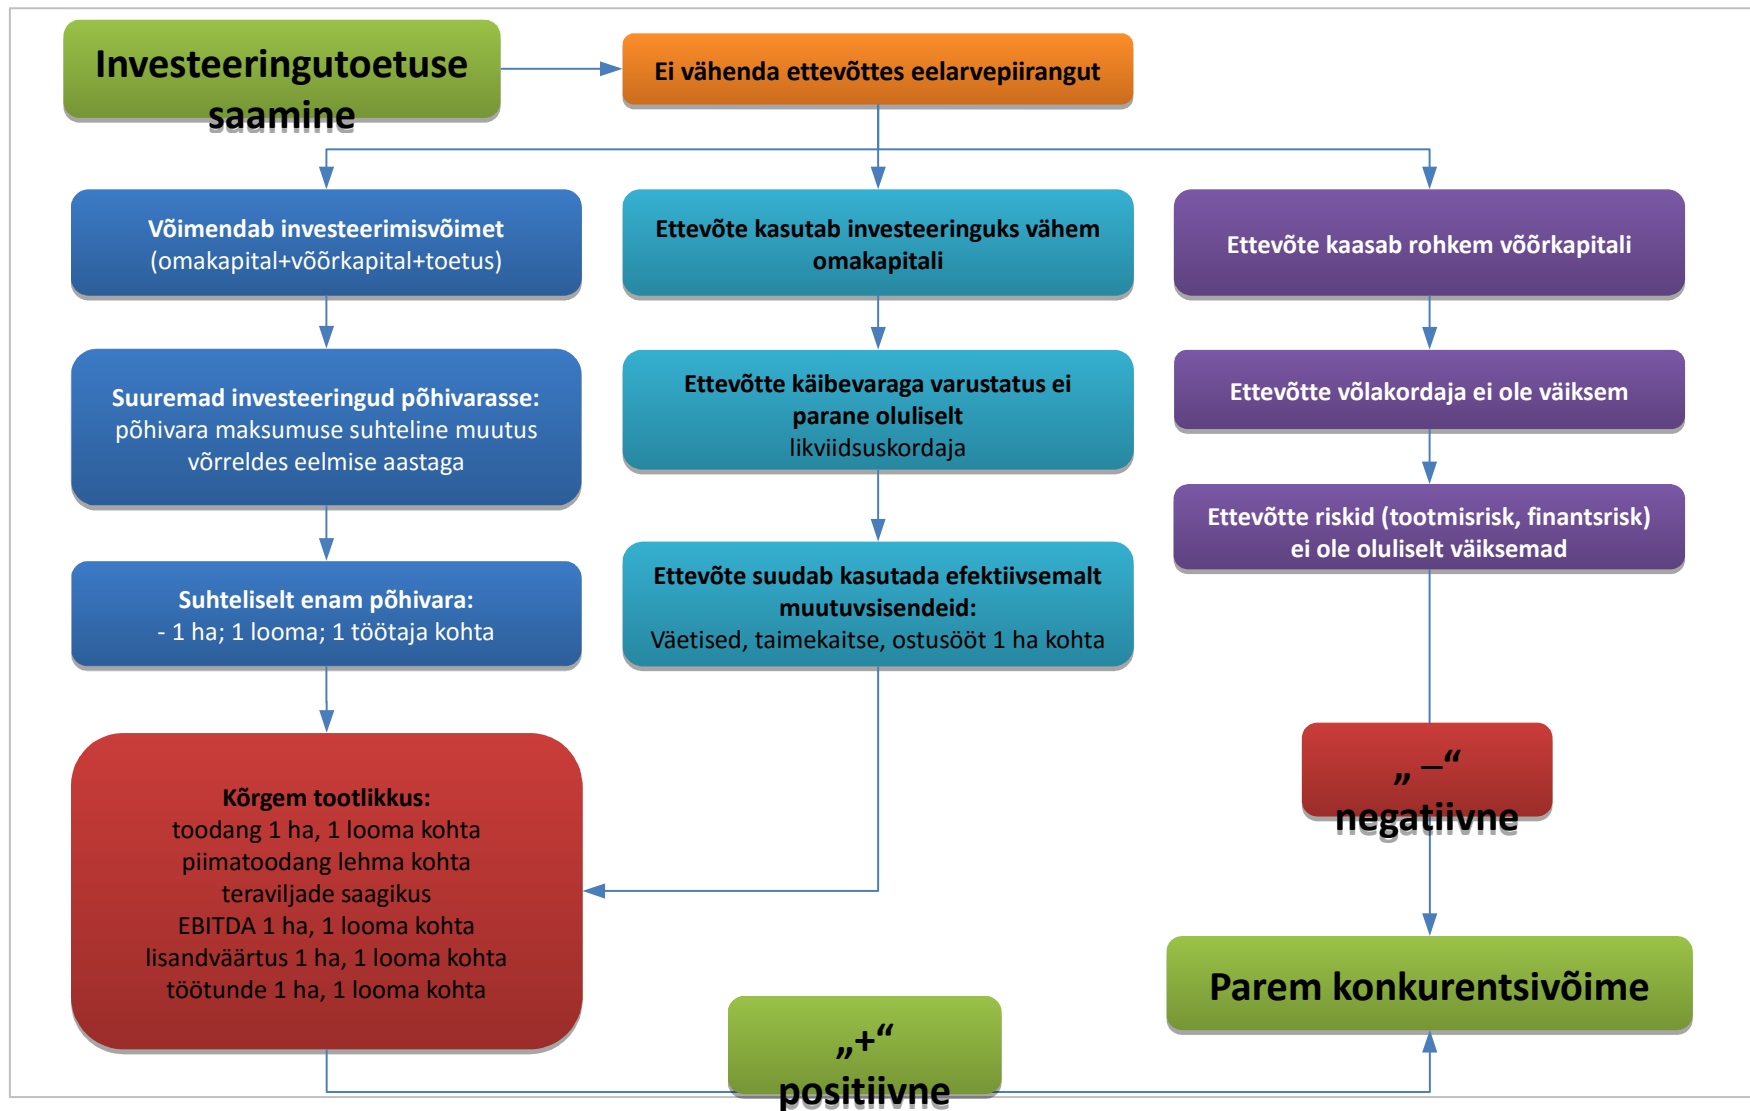 Investeeringutoetuse
saamine
Ei vähenda ettevõttes eelarvepiirangut
Võimendab investeerimisvõimet
(omakapital+võõrkapital+toetus)
Ettevõte kasutab investeeringuks vähem
omakapitali
Ettevõte kaasab rohkem võõrkapitali
Suuremad investeeringud põhivarasse:
põhivara maksumuse suhteline muutus
võrreldes eelmise aastaga
Ettevõtte käibevaraga varustatus ei
parane oluliselt
likviidsuskordaja
Ettevõtte võlakordaja ei ole väiksem
Ettevõtte riskid (tootmisrisk, finantsrisk)
ei ole oluliselt väiksemad
Suhteliselt enam põhivara:
- 1 ha; 1 looma; 1 töötaja kohta
Ettevõte suudab kasutada efektiivsemalt
muutuvsisendeid:
Väetised, taimekaitse, ostusööt 1 ha kohta
Kõrgem tootlikkus:
toodang 1 ha, 1 looma kohta
piimatoodang lehma kohta
teraviljade saagikus
EBITDA 1 ha, 1 looma kohta
lisandväärtus 1 ha, 1 looma kohta
töötunde 1 ha, 1 looma kohta
„ –“
negatiivne
Parem konkurentsivõime
„+“
positiivne